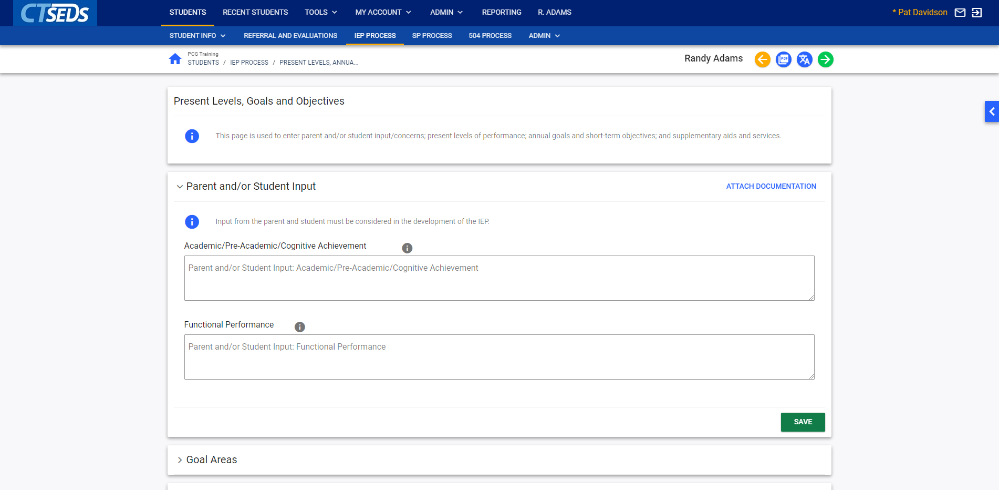 CTSEDS
STUDENTS RECENT STUDENTS TOOLS MY ACCOUNT ADMIN REPORTING R. ADAMS
* Pat Davidson
STUDENT INFO REFERRAL AND EVALUATIONS IEP PROCESS SP PROCESS 504 PROCESS ADMIN
PCG Training
STUDENTS / IEP PROCESS / PRESENT LEVELS, ANNUA...
Randy Adams
PDF
Present Levels, Goals and Objectives
This page is used to enter parent and/or student input/concerns; present levels of performance; annual goals and short-term objectives; and supplementary aids and services.
Parent and/or Student Input
ATTACH DOCUMENTATION
Input from the parent and student must be considered in the development of the IEP.
Academic/Pre-Academic/Cognitive Achievement
Parent and/or Student Input: Academic/Pre-Academic/Cognitive Achievement
Functional Performance
Parent and/or Student Input: Functional Performance
SAVE
Goal Areas